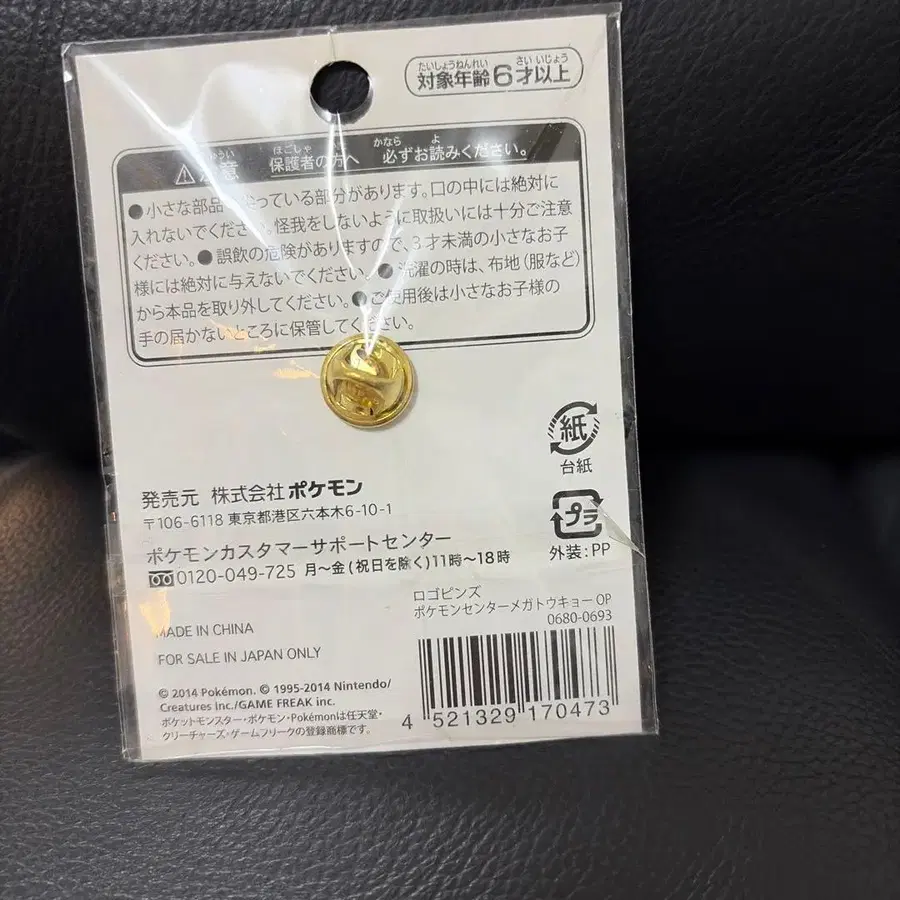 たいしょうねんれい さい いじょう
対象年齢6才以上
ほごしゃ かなら よ
意 保護者の方へ 必ずお読みください。
●小さな部品 っている部分があります。口の中には絶対に
入れないでください。怪我をしないように取扱いには十分ご注意
ください。●誤飲の危険がありますので、3才未満の小さなお子
様には絶対に与えないでください。●洗濯の時は、布地(服など)
から本品を取り外してください。●ご使用後は小さなお子様の
手の届かないところに保管してください。
紙
台紙
プラ
外装:PP
発売元 株式会社ポケモン
〒106-6118 東京都港区六本木6-10-1
ポケモンカスタマーサポートセンター
0120-049-725 月〜金(祝日を除く)11時〜18時
ロゴピンズ
ポケモンセンターメガトウキョー OP
0680-0693
MADE IN CHINA
FOR SALE IN JAPAN ONLY
© 2014 Pokémon. © 1995-2014 Nintendo/
Creatures Inc./GAME FREAK inc.
ポケットモンスター・ポケモン・Pokémonは任天堂・
クリーチャーズ・ゲームフリークの登録商標です。
4 521329 170473